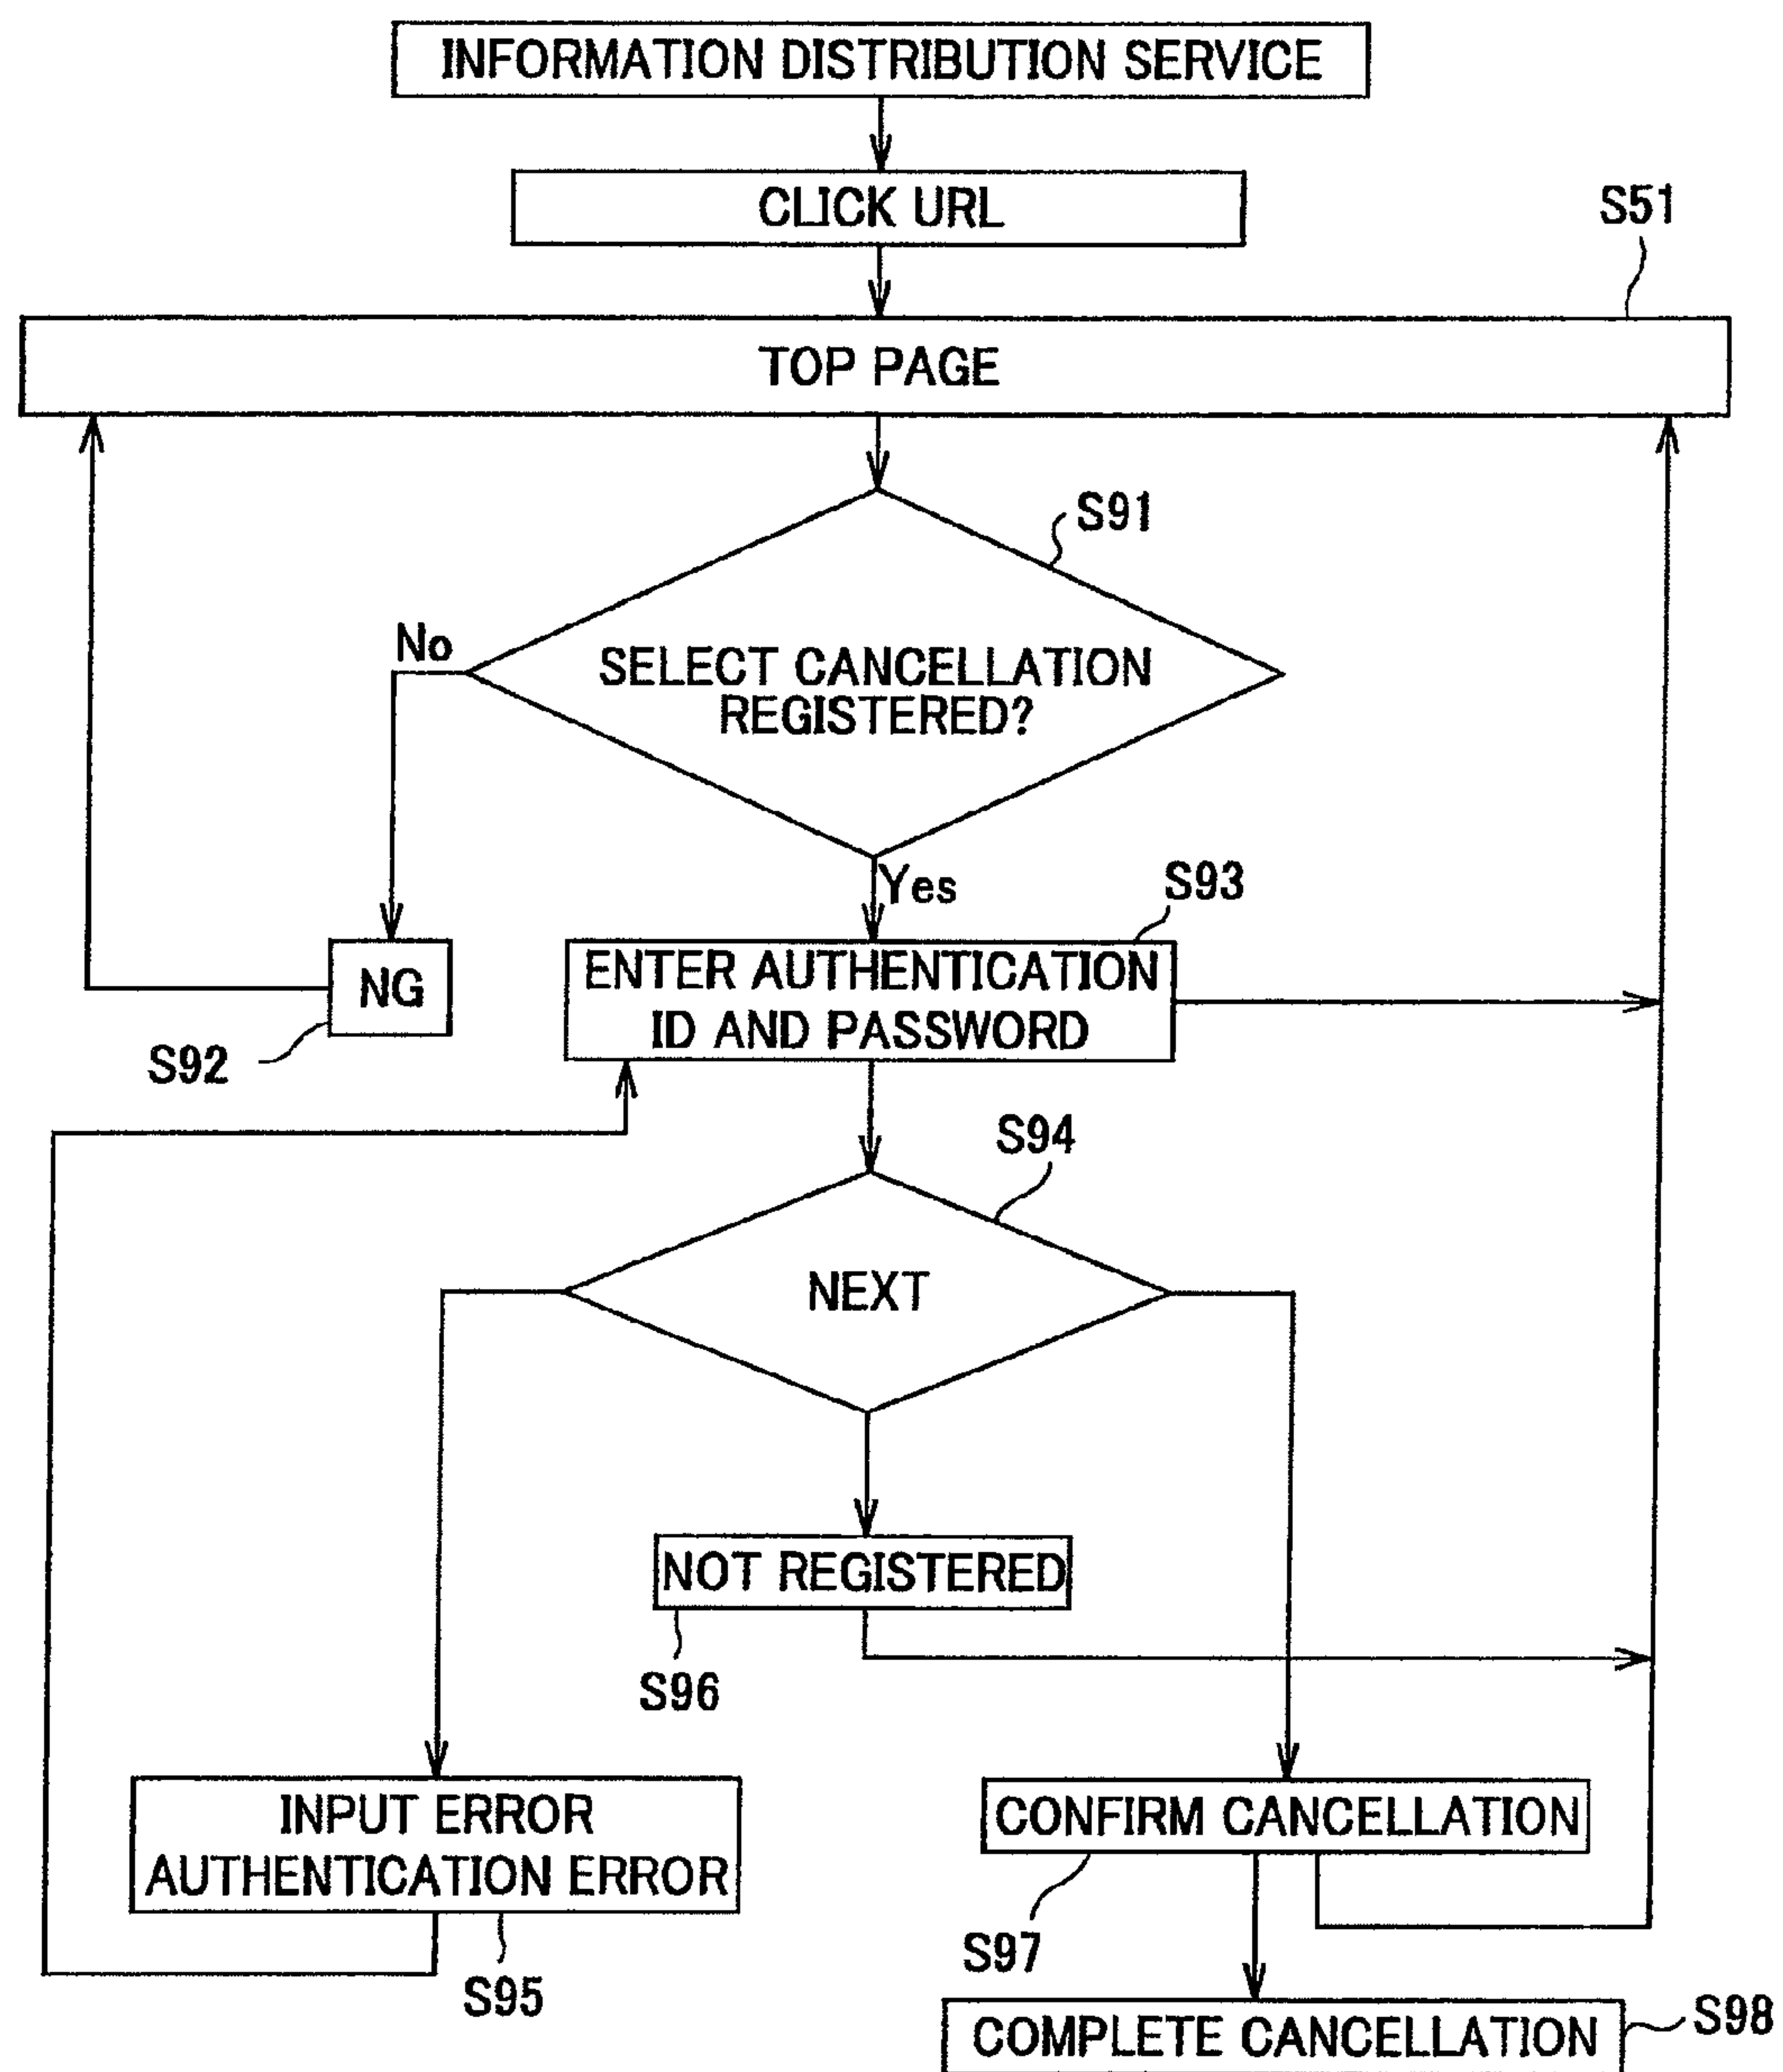 INFORMATION DISTRIBUTION SERVICE
CLICK URL
S51
TOP PAGE
S91
No
SELECT CANCELLATION
REGISTERED?
Yes
S93
NG
ENTER AUTHENTICATION
ID AND PASSWORD
S92
S94
NEXT
NOT REGISTERED
S96
INPUT ERROR
AUTHENTICATION ERROR
CONFIRM CANCELLATION
S97
S95
COMPLETE CANCELLATION
S98